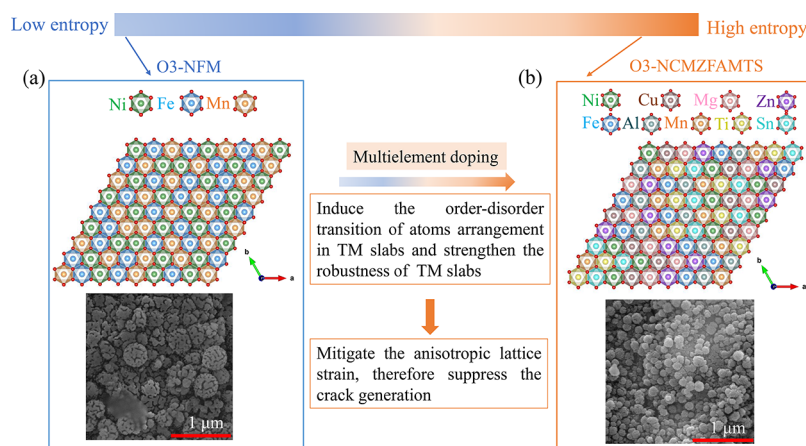 Low entropy
High entropy
O3-NFM
O3-NCMZFAMTS
(a)
Ni Fe Mn
1 μm
Multielement doping
Induce the order-disorder
transition of atoms arrangement
in TM slabs and strengthen the
robustness of TM slabs
Mitigate the anisotropic lattice
strain, therefore suppress the
crack generation
(b)
Ni Cu Mg Zn
Fe Al Mn Ti Sn
1 μm
b
a
b
a